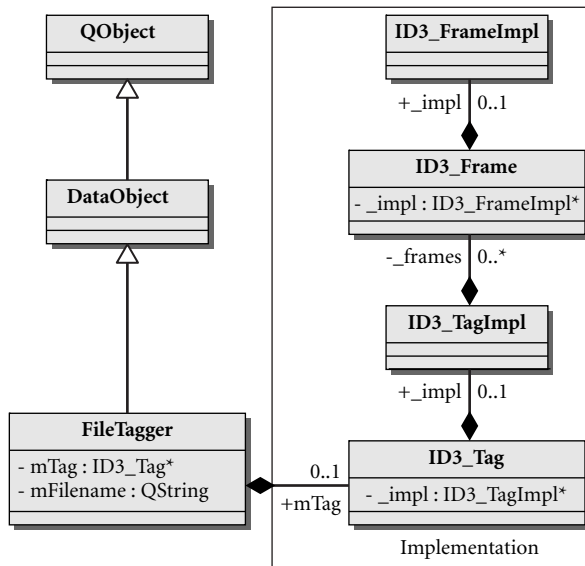 QObject
DataObject
FileTagger
- mTag : ID3_Tag*
- mFilename : QString
ID3_FrameImpl
+_impl 0..1
ID3_Frame
- _impl : ID3_FrameImpl*
-_frames 0..*
ID3_TagImpl
+_impl 0..1
ID3_Tag
- _impl : ID3_TagImpl*
0..1
+mTag
Implementation